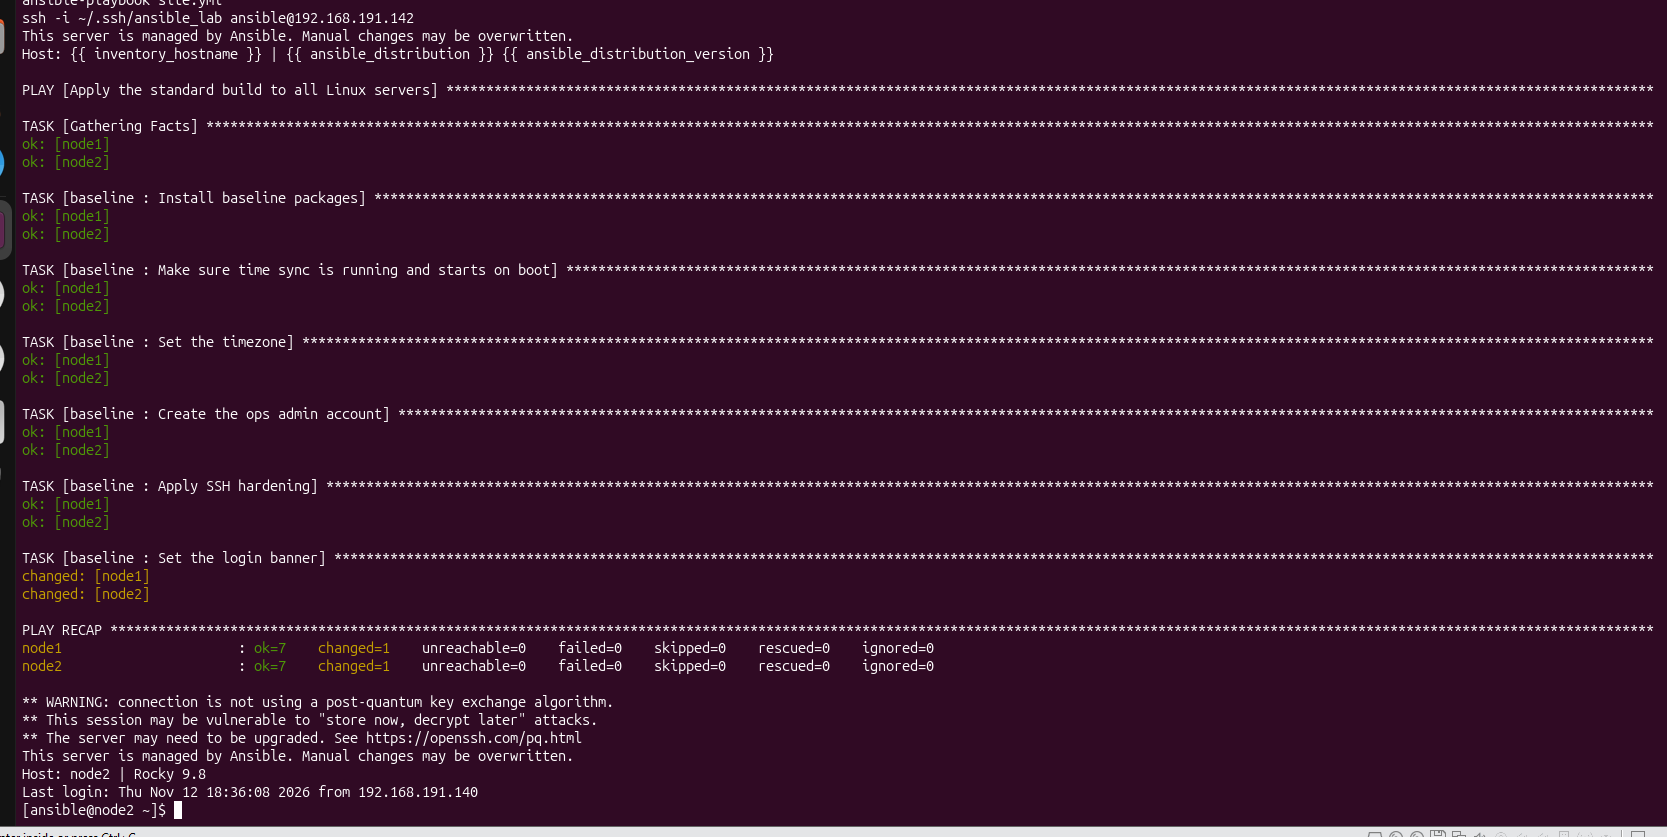 ansible-playbook site.yml
ssh -i ~/.ssh/ansible_lab ansible@192.168.191.142
This server is managed by Ansible. Manual changes may be overwritten.
Host: {{ inventory_hostname }} | {{ ansible_distribution }} {{ ansible_distribution_version }}
PLAY [Apply the standard build to all Linux servers] *******************************************************************************************************************************************************
TASK [Gathering Facts] *************************************************************************************************************************************************************************************
ok: [node1]
ok: [node2]
TASK [baseline : Install baseline packages] ****************************************************************************************************************************************************************
ok: [node1]
ok: [node2]
TASK [baseline : Make sure time sync is running and starts on boot] ****************************************************************************************************************************************
ok: [node1]
ok: [node2]
TASK [baseline : Set the timezone] *************************************************************************************************************************************************************************
ok: [node1]
ok: [node2]
TASK [baseline : Create the ops admin account] *************************************************************************************************************************************************************
ok: [node1]
ok: [node2]
TASK [baseline : Apply SSH hardening] **********************************************************************************************************************************************************************
ok: [node1]
ok: [node2]
TASK [baseline : Set the login banner] *********************************************************************************************************************************************************************
changed: [node1]
changed: [node2]
PLAY RECAP *************************************************************************************************************************************************************************************************
node1                      : ok=7    changed=1    unreachable=0    failed=0    skipped=0    rescued=0    ignored=0
node2                      : ok=7    changed=1    unreachable=0    failed=0    skipped=0    rescued=0    ignored=0
** WARNING: connection is not using a post-quantum key exchange algorithm.
** This session may be vulnerable to "store now, decrypt later" attacks.
** The server may need to be upgraded. See https://openssh.com/pq.html
This server is managed by Ansible. Manual changes may be overwritten.
Host: node2 | Rocky 9.8
Last login: Thu Nov 12 18:36:08 2026 from 192.168.191.140
[ansible@node2 ~]$
inside or press Ctrl+G